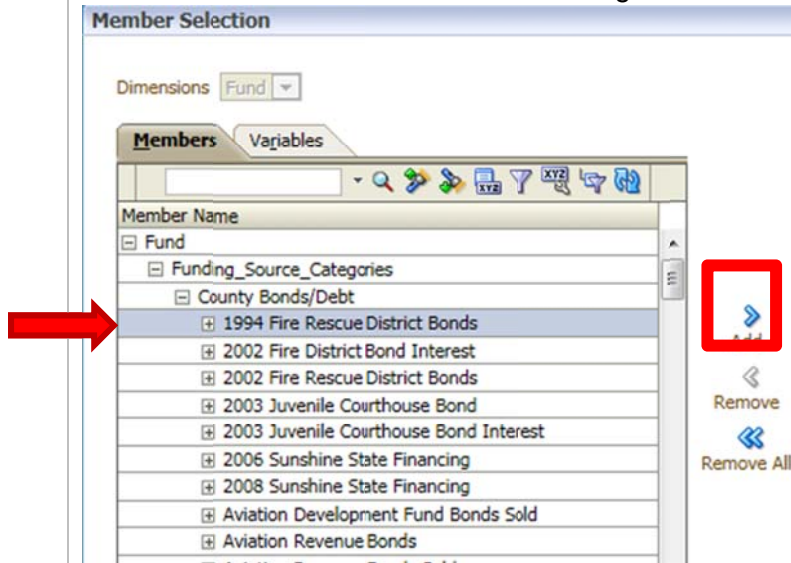 Member Selection
Dimensions Fund
Members Variables
Member Name
Fund
Funding_Source_Categories
County Bonds/Debt
1994 Fire Rescue District Bonds
2002 Fire District Bond Interest
2002 Fire Rescue District Bonds
2003 Juvenile Courthouse Bond
2003 Juvenile Courthouse Bond Interest
2006 Sunshine State Financing
2008 Sunshine State Financing
Aviation Development Fund Bonds Sold
Aviation Revenue Bonds
Add
Remove
Remove All